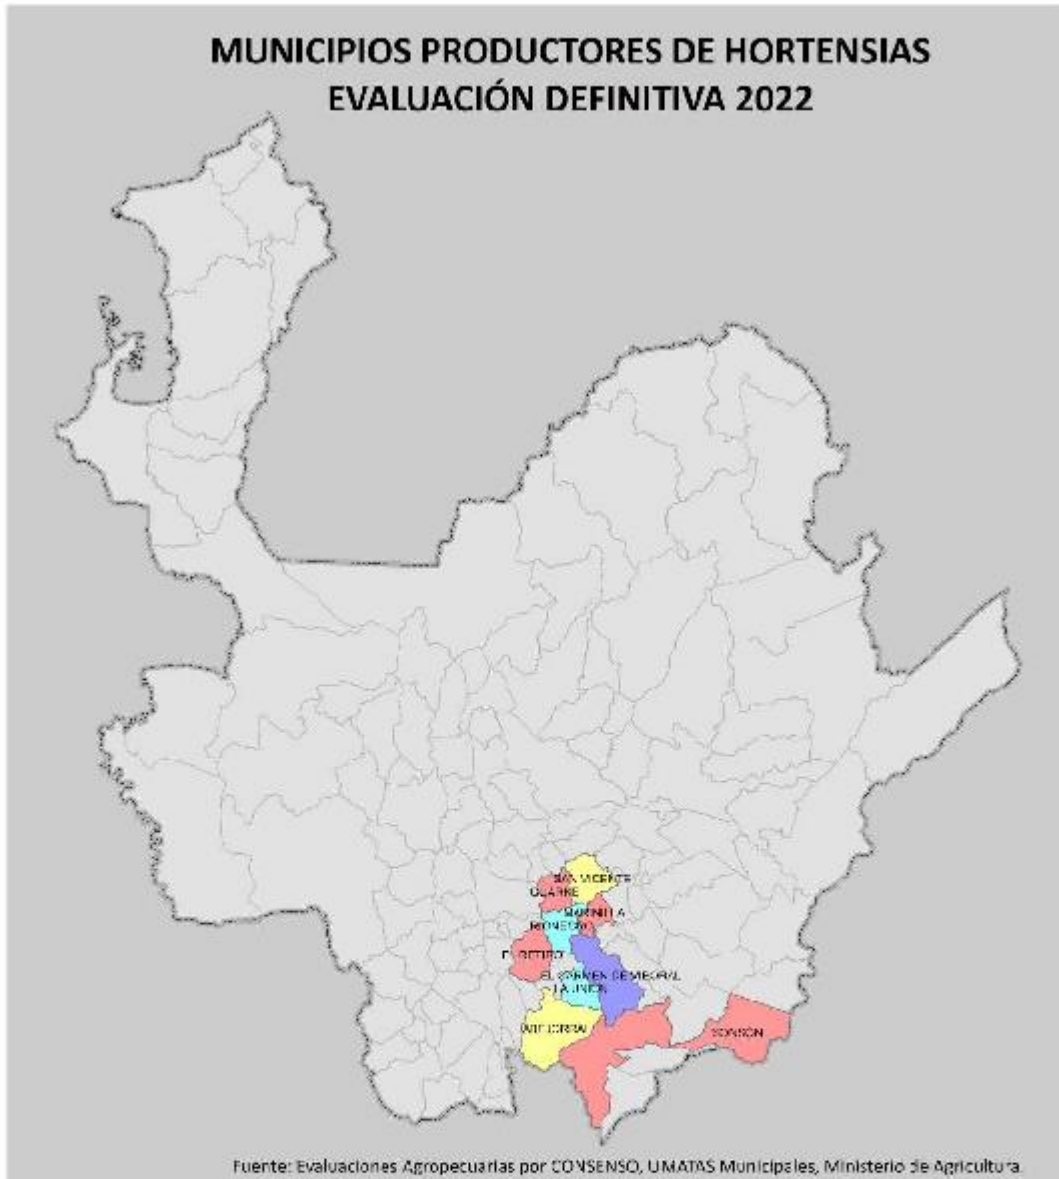 MUNICIPIOS PRODUCTORES DE HORTENSIAS
EVALUACIÓN DEFINITIVA 2022
SAN VICENTE
GUARNE
MARINILLA
RIONEGRO
EL RETIRO
EL CARMEN DE VIBORAL
LA UNIÓN
ABEJORRAL
SONSÓN
Fuente: Evaluaciones Agropecuarias por CONSENSO, UMATAS Municipales, Ministerio de Agricultura.